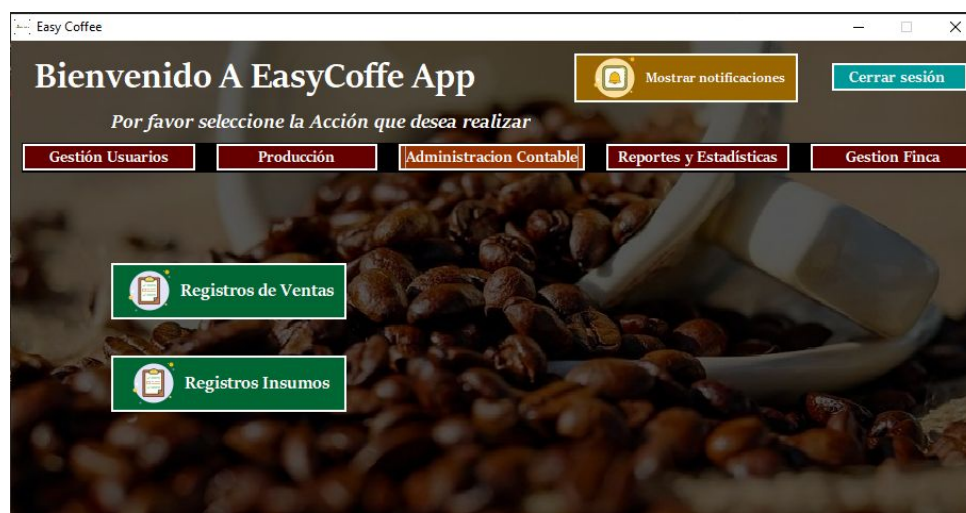 Easy Coffee
Bienvenido A EasyCoffe App
Mostrar notificaciones
Cerrar sesión
Por favor seleccione la Acción que desea realizar
Gestión Usuarios
Producción
Administracion Contable
Reportes y Estadísticas
Gestion Finca
Registros de Ventas
Registros Insumos